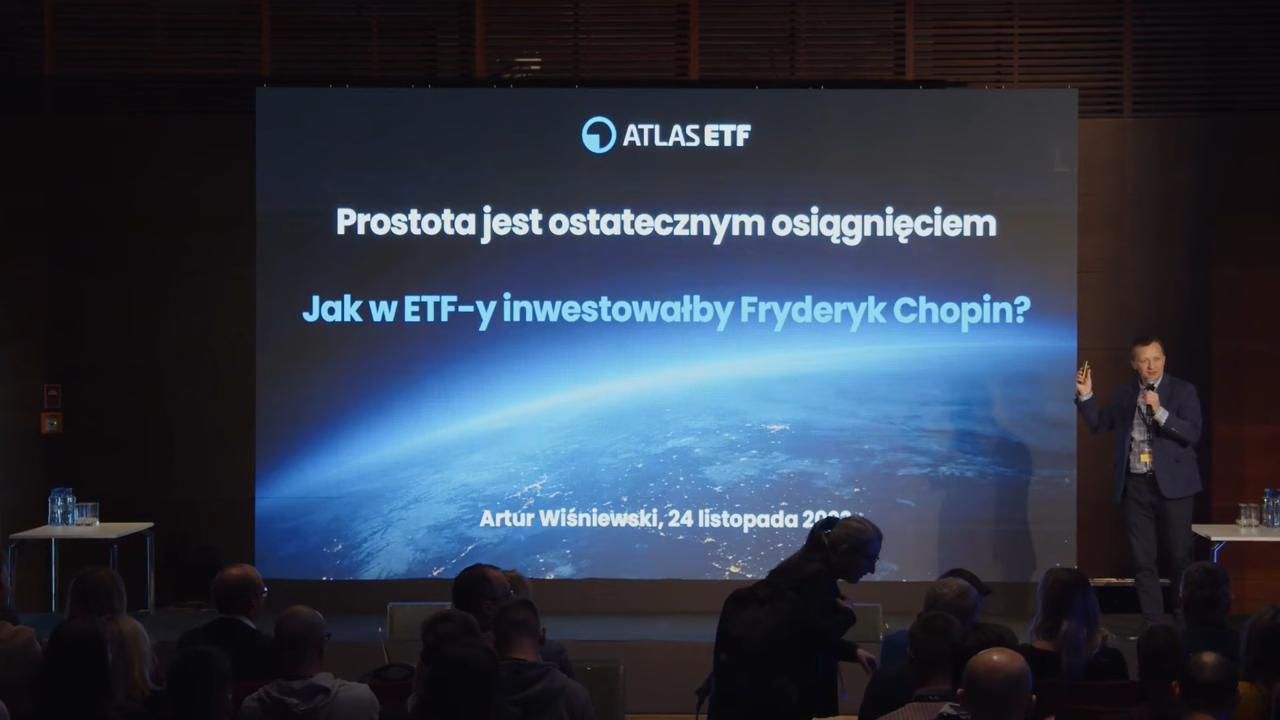 ATLAS ETF
Prostota jest ostatecznym osiągnięciem
Jak w ETF-y inwestowałby Fryderyk Chopin?
Artur Wiśniewski, 24 listopada